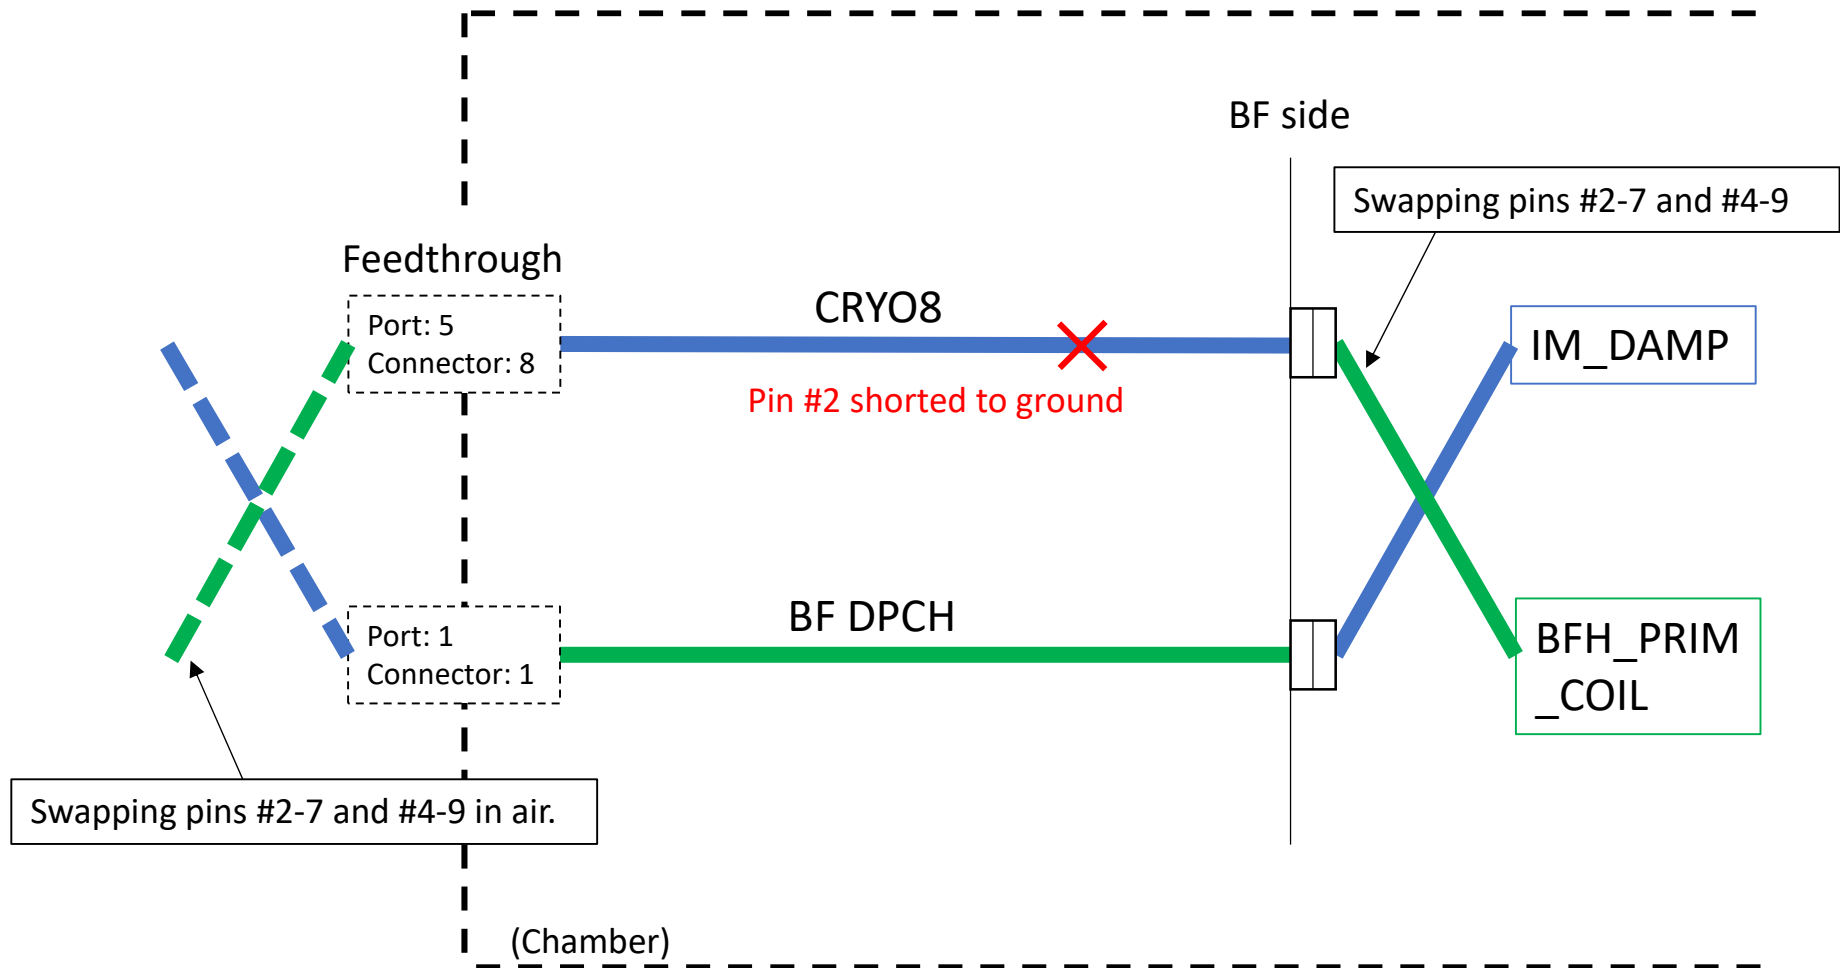 BF side
Swapping pins #2-7 and #4-9
Feedthrough
Port: 5
Connector: 8
CRYO8
IM_DAMP
Pin #2 shorted to ground
Port: 1
Connector: 1
BF DPCH
BFH_PRIM
_COIL
Swapping pins #2-7 and #4-9 in air.
(Chamber)